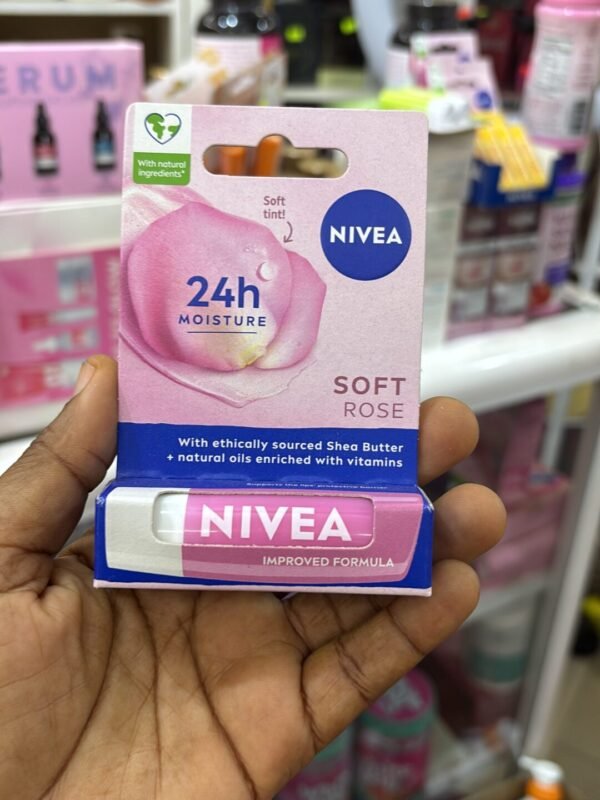 ERUM
With natural
ingredients*
Soft
tint!
NIVEA
24h
MOISTURE
SOFT
ROSE
With ethically sourced Shea Butter
+ natural oils enriched with vitamins
NIVEA
IMPROVED FORMULA